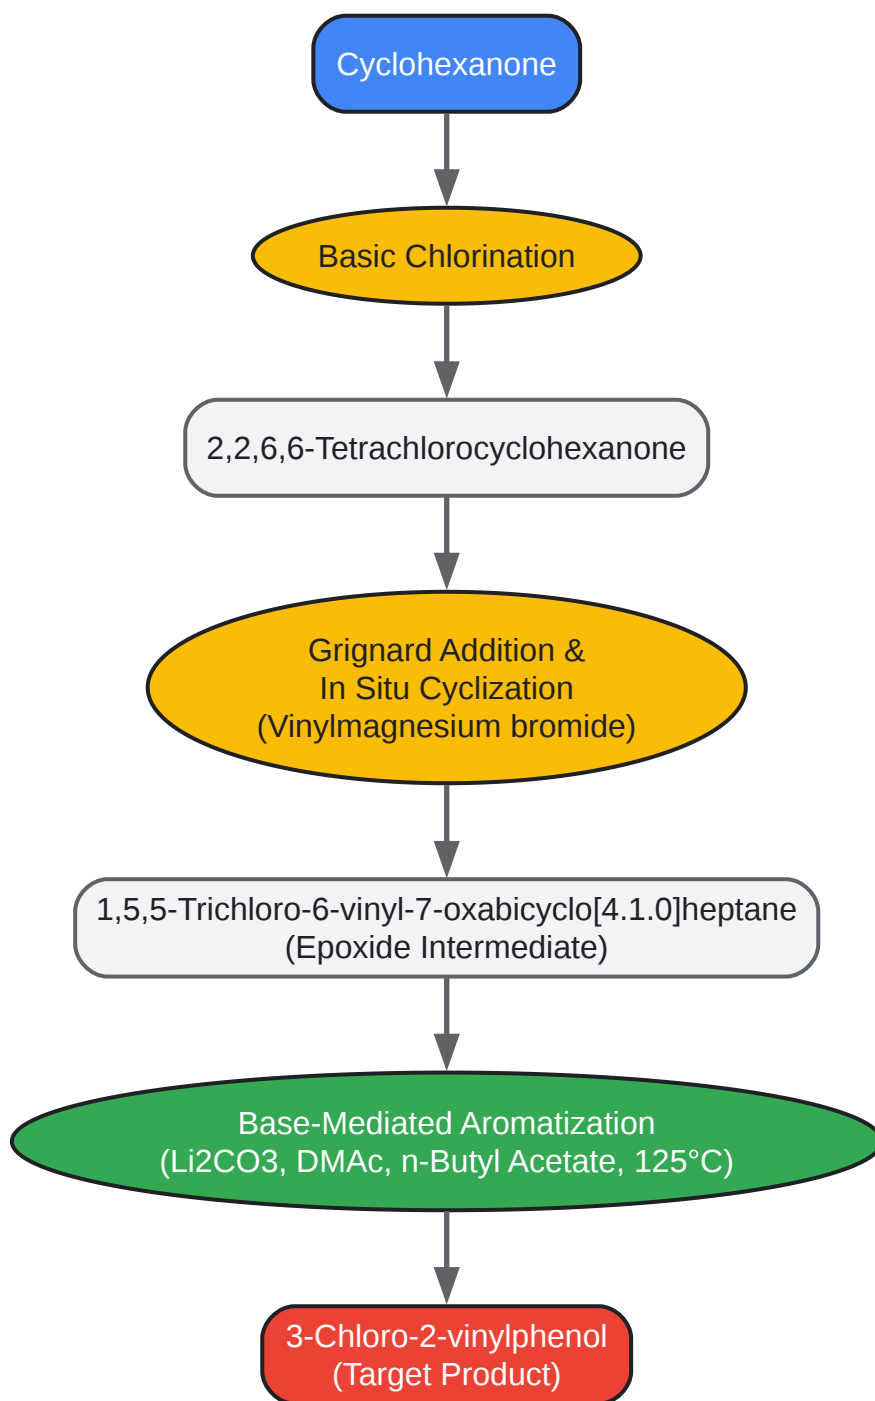 Cyclohexanone
Basic Chlorination
2,2,6,6-Tetrachlorocyclohexanone
Grignard Addition &
In Situ Cyclization
(Vinylmagnesium bromide)
1,5,5-Trichloro-6-vinyl-7-oxabicyclo[4.1.0]heptane
(Epoxide Intermediate)
Base-Mediated Aromatization
(Li2CO3, DMAc, n-Butyl Acetate, 125°C)
3-Chloro-2-vinylphenol
(Target Product)